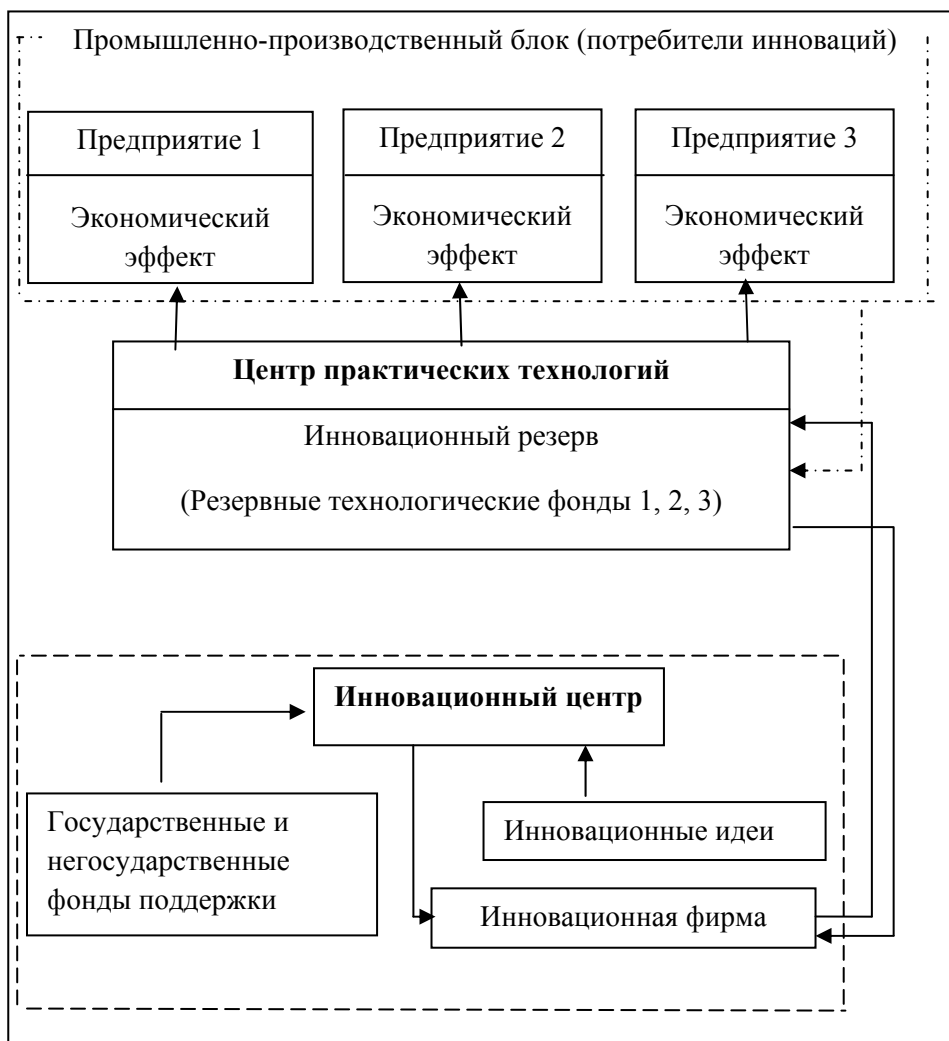 Промышленно-производственный блок (потребители инноваций)
Предприятие 1
Экономический
эффект
Предприятие 2
Экономический
эффект
Предприятие 3
Экономический
эффект
Центр практических технологий
Инновационный резерв
(Резервные технологические фонды 1, 2, 3)
Инновационный центр
Государственные и
негосударственные
фонды поддержки
Инновационные идеи
Инновационная фирма